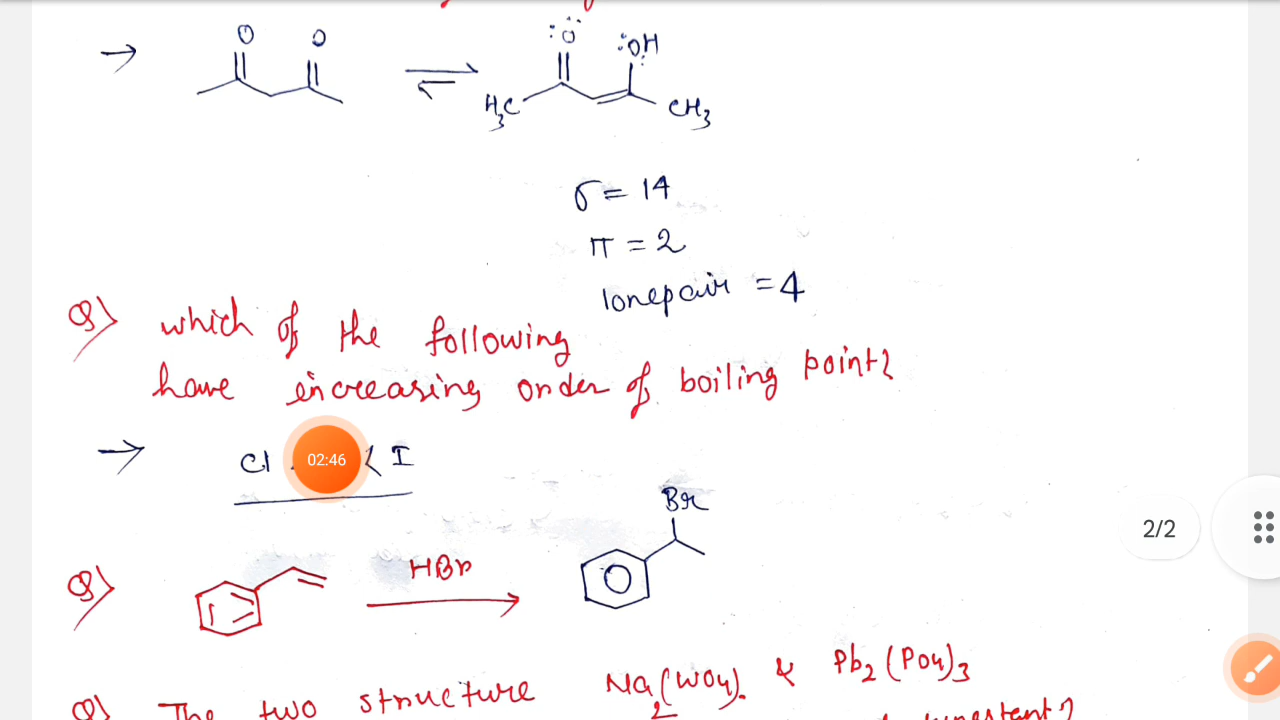 → O O ⇌ :Ö :ÖH
H3C CH3
σ = 14
π = 2
lonepair = 4
Q) which of the following
have increasing order of boiling point?
→ Cl 02:46 < I
Br
2/2
Q) HBr
Q) The two structure Na2(WO4) & Pb2(PO4)3